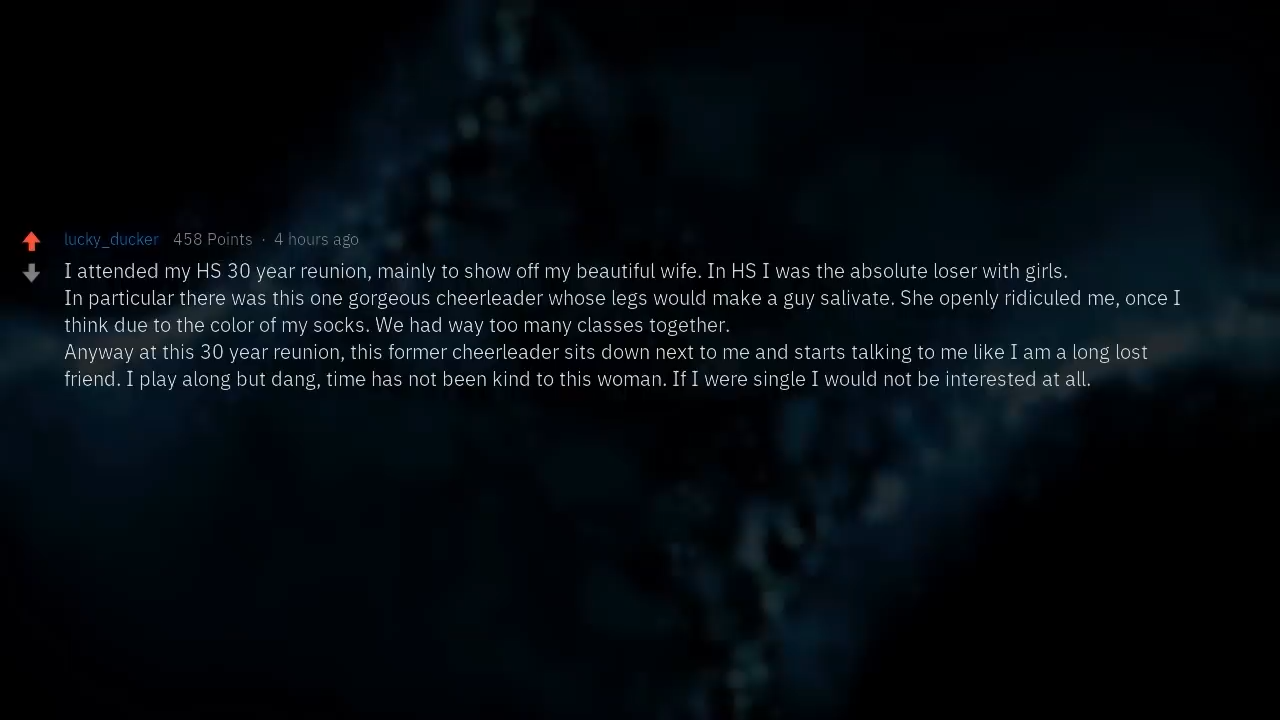 lucky_ducker 458 Points · 4 hours ago
I attended my HS 30 year reunion, mainly to show off my beautiful wife. In HS I was the absolute loser with girls.
In particular there was this one gorgeous cheerleader whose legs would make a guy salivate. She openly ridiculed me, once I
think due to the color of my socks. We had way too many classes together.
Anyway at this 30 year reunion, this former cheerleader sits down next to me and starts talking to me like I am a long lost
friend. I play along but dang, time has not been kind to this woman. If I were single I would not be interested at all.